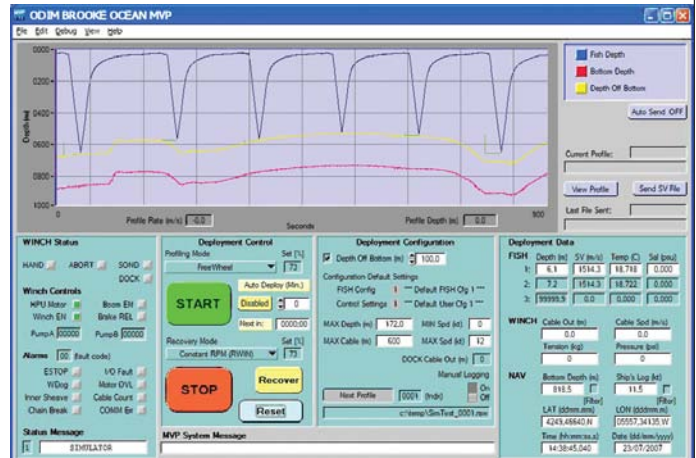 ODIM BROOKE OCEAN MVP
File Edit Debug View Help
0000-
0200-
0400-
0600-
0800-
1000-
Depth (m)
0
Profile Rate (m/s) -0.0
Seconds
Profile Depth (m) 0.0
900
Fish Depth
Bottom Depth
Depth Off Bottom
Auto Send OFF
Current Profile:
View Profile
Send SV File
Last File Sent:
WINCH Status
HAND ABORT SOND
DOCK
Winch Controls
HPU Motor Boom EN
Winch EN Brake REL
PumpA 00000 PumpB 00000
Alarms 00 (fault code)
ESTOP I/O Fault
WDog Motor OVL
Inner Sheave Cable Count
Chain Break COMM Err
Status Message
1 SIMULATOR
Deployment Control
Profiling Mode Set [%]
FreeWheel 73
Auto Deploy (Min.)
START
Disabled 0
Next in: 0000:00
Recovery Mode Set [%]
Constant RPM (RWIN) 73
STOP
Recover
Reset
MVP System Message
Deployment Configuration
Depth Off Bottom (m) 100.0
Configuration Default Settings
FISH Config 1 --- Default FISH Cfg 1 ---
Control Settings 1 --- Default User Cfg 1 ---
MAX Depth (m) 172.0 MIN Spd (kt) 0
MAX Cable (m) 600 MAX Spd (kt) 12
DOCK Cable Out (m) 0
Manual Logging
Next Profile 0001 (Indx) On
Off
c:\temp\SimTest_0001.raw
Deployment Data
FISH Depth (m) SV (m/s) Temp (C) Sal (psu)
1: 6.1 1514.3 18.718 0.000
2: 7.2 1514.3 18.722 0.000
3: 99999.9 0.0 0.000 0.000
WINCH Cable Out (m) Cable Spd (m/s)
0.0 0.0
Tension (kg) Pressure (psi)
0 0
NAV Bottom Depth (m) Ship's Log (kt)
818.5 11.5
[Filter] [Filter]
LAT (ddmm.mm) LON (dddmm.mm)
4249.46640,N 05557.34135,W
Time (hh:mm:ss.s) Date (dd/mm/yyyy)
14:38:45.040 23/07/2007